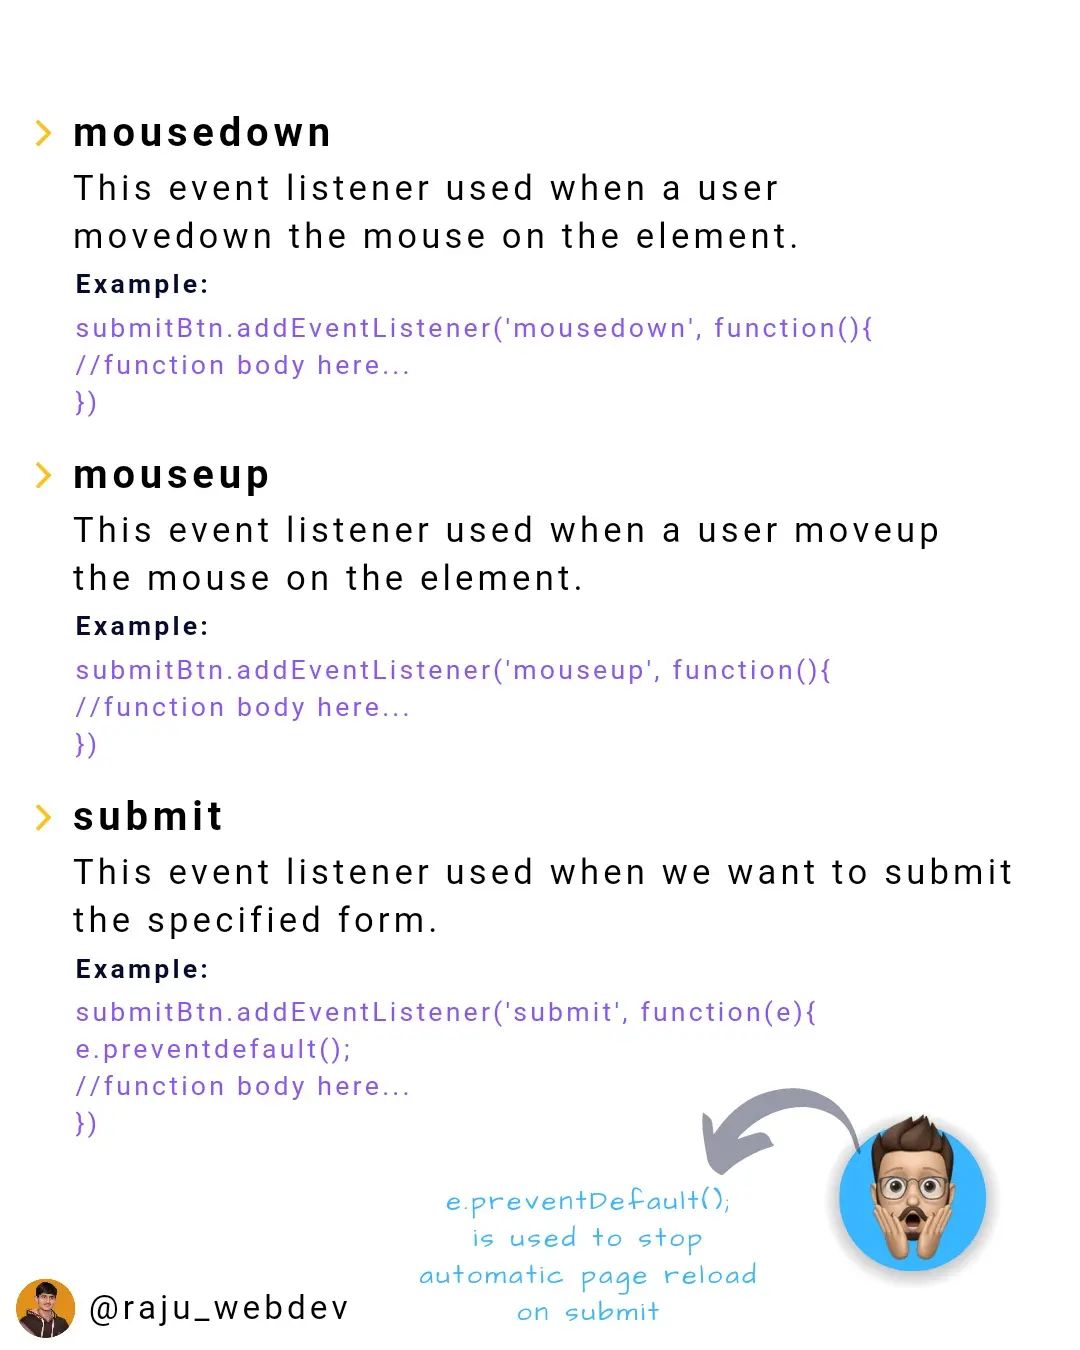 mousedown
This event listener used when a user
movedown the mouse on the element.
Example:
submitBtn.addEventListener('mousedown', function(){
//function body here...
})
mouseup
This event listener used when a user moveup
the mouse on the element.
Example:
submitBtn.addEventListener('mouseup', function(){
//function body here...
})
submit
This event listener used when we want to submit
the specified form.
Example:
submitBtn.addEventListener('submit', function(e){
e.preventdefault();
//function body here...
})
e.preventDefault();
is used to stop
automatic page reload
on submit
@raju_webdev